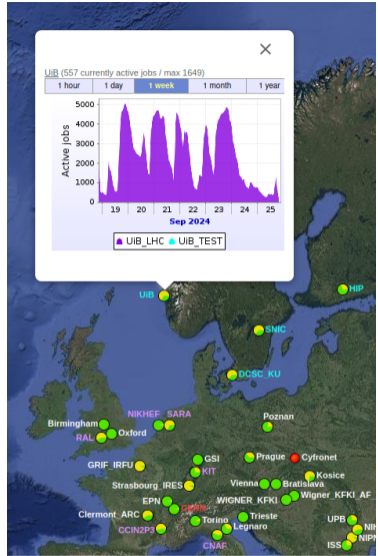 ×
UiB (557 currently active jobs / max 1649)
1 hour 1 day 1 week 1 month 1 year
Active jobs
5000
4000
3000
2000
1000
0
19 20 21 22 23 24 25
Sep 2024
UiB_LHC UiB_TEST
UiB
HIP
SNIC
DCSC_KU
NIKHEF_SARA
Poznan
Birmingham
Oxford
RAL
Prague
Cyfronet
GSI
GRIF_IRFU
KIT
Kosice
Strasbourg_IRES
Vienna
Bratislava
EPN
WIGNER_KFKI
Wigner_KFKI_AF
CERN
Clermont_ARC
Torino
Trieste
UPB
CCIN2P3
Legnaro
NIPN
CNAF
ISS